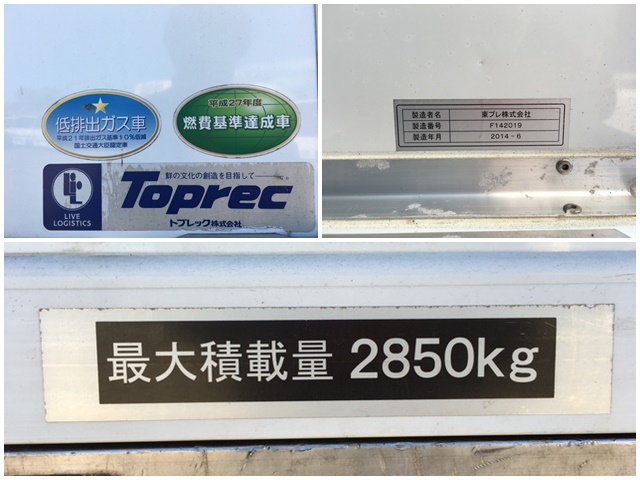 低排出ガス車
平成21年排出ガス基準10%低減
国土交通大臣認定車
平成27年度
燃費基準達成車
LIVE
LOGISTICS
鮮の文化の創造を目指して
Toprec
トプレック株式会社
製造者名 東プレ株式会社
製造番号 F142019
製造年月 2014-6
最大積載量 2850kg